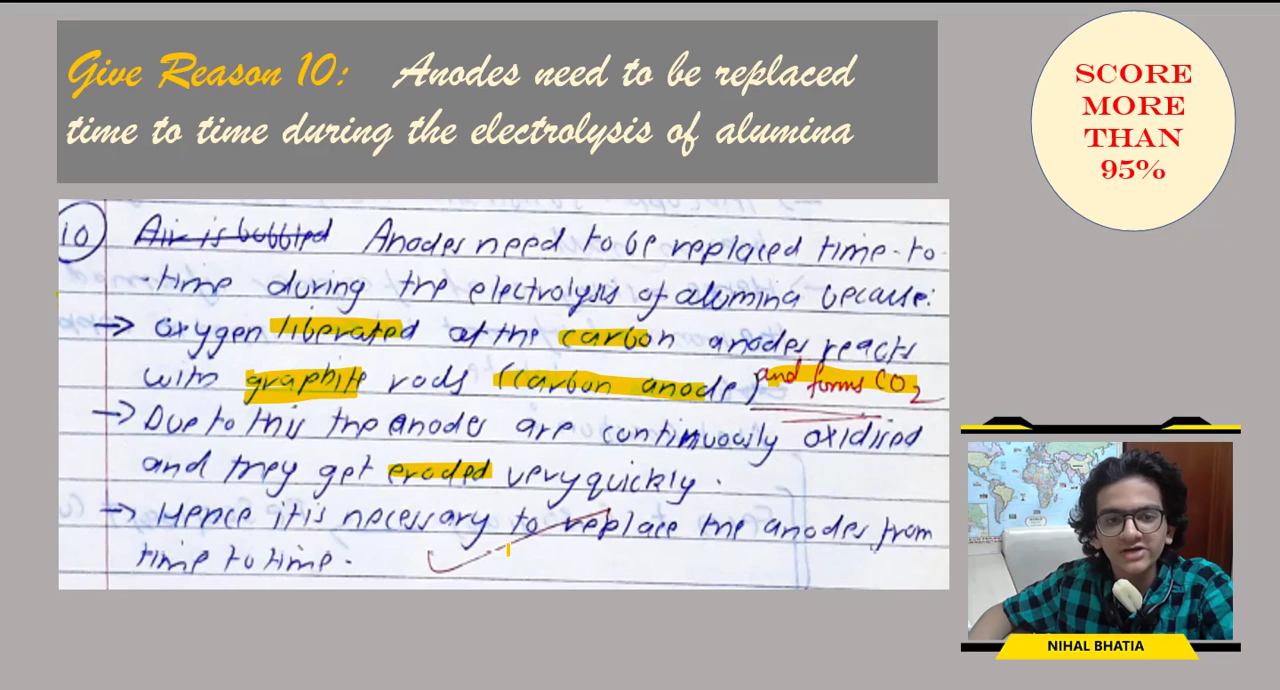 Give Reason 10: Anodes need to be replaced
time to time during the electrolysis of alumina
SCORE
MORE
THAN
95%
10) Air is bubbled Anodes need to be replaced time-to
-time during the electrolysis of alumina because:
→ oxygen liberated at the carbon anodes reacts
with graphite rods (carbon anode) and forms CO2
→ Due to this the anodes are continuously oxidised
and they get eroded very quickly.
→ Hence it is necessary to replace the anodes from
time to time.
NIHAL BHATIA